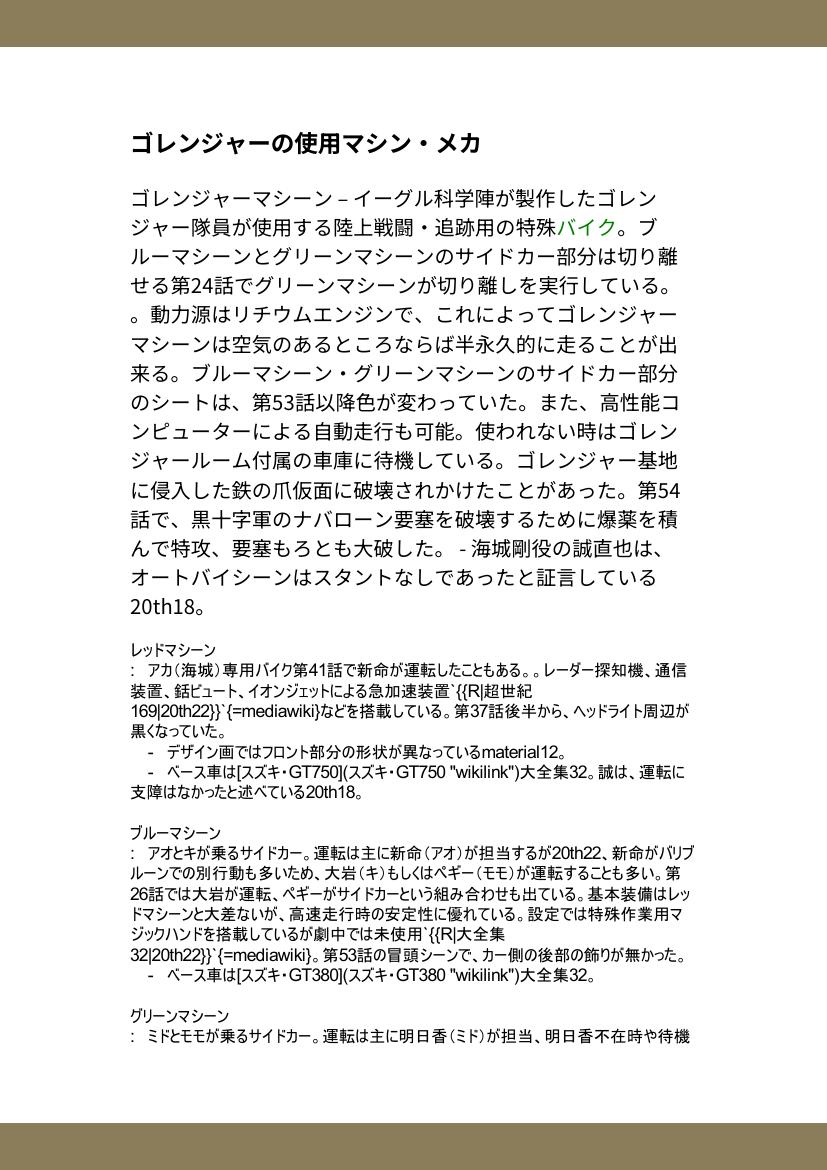 ゴレンジャーの使用マシン・メカ
ゴレンジャーマシーン – イーグル科学陣が製作したゴレン
ジャー隊員が使用する陸上戦闘・追跡用の特殊バイク。ブ
ルーマシーンとグリーンマシーンのサイドカー部分は切り離
せる第24話でグリーンマシーンが切り離しを実行している。
。動力源はリチウムエンジンで、これによってゴレンジャー
マシーンは空気のあるところならば半永久的に走ることが出
来る。ブルーマシーン・グリーンマシーンのサイドカー部分
のシートは、第53話以降色が変わっていた。また、高性能コ
ンピューターによる自動走行も可能。使われない時はゴレン
ジャールーム付属の車庫に待機している。ゴレンジャー基地
に侵入した鉄の爪仮面に破壊されかけたことがあった。第54
話で、黒十字軍のナバローン要塞を破壊するために爆薬を積
んで特攻、要塞もろとも大破した。 - 海城剛役の誠直也は、
オートバイシーンはスタントなしであったと証言している
20th18。
レッドマシーン
: アカ（海城）専用バイク第41話で新命が運転したこともある。。レーダー探知機、通信
装置、銛ビュート、イオンジェットによる急加速装置`{{R|超世紀
169|20th22}}`{=mediawiki}などを搭載している。第37話後半から、ヘッドライト周辺が
黒くなっていた。
- デザイン画ではフロント部分の形状が異なっているmaterial12。
- ベース車は[スズキ・GT750](スズキ・GT750 "wikilink")大全集32。誠は、運転に
支障はなかったと述べている20th18。
ブルーマシーン
: アオとキが乗るサイドカー。運転は主に新命（アオ）が担当するが20th22、新命がバリブ
ルーンでの別行動も多いため、大岩（キ）もしくはペギー（モモ）が運転することも多い。第
26話では大岩が運転、ペギーがサイドカーという組み合わせも出ている。基本装備はレッ
ドマシーンと大差ないが、高速走行時の安定性に優れている。設定では特殊作業用マ
ジックハンドを搭載しているが劇中では未使用`{{R|大全集
32|20th22}}`{=mediawiki}。第53話の冒頭シーンで、カー側の後部の飾りが無かった。
- ベース車は[スズキ・GT380](スズキ・GT380 "wikilink")大全集32。
グリーンマシーン
: ミドとモモが乗るサイドカー。運転は主に明日香（ミド）が担当、明日香不在時や待機